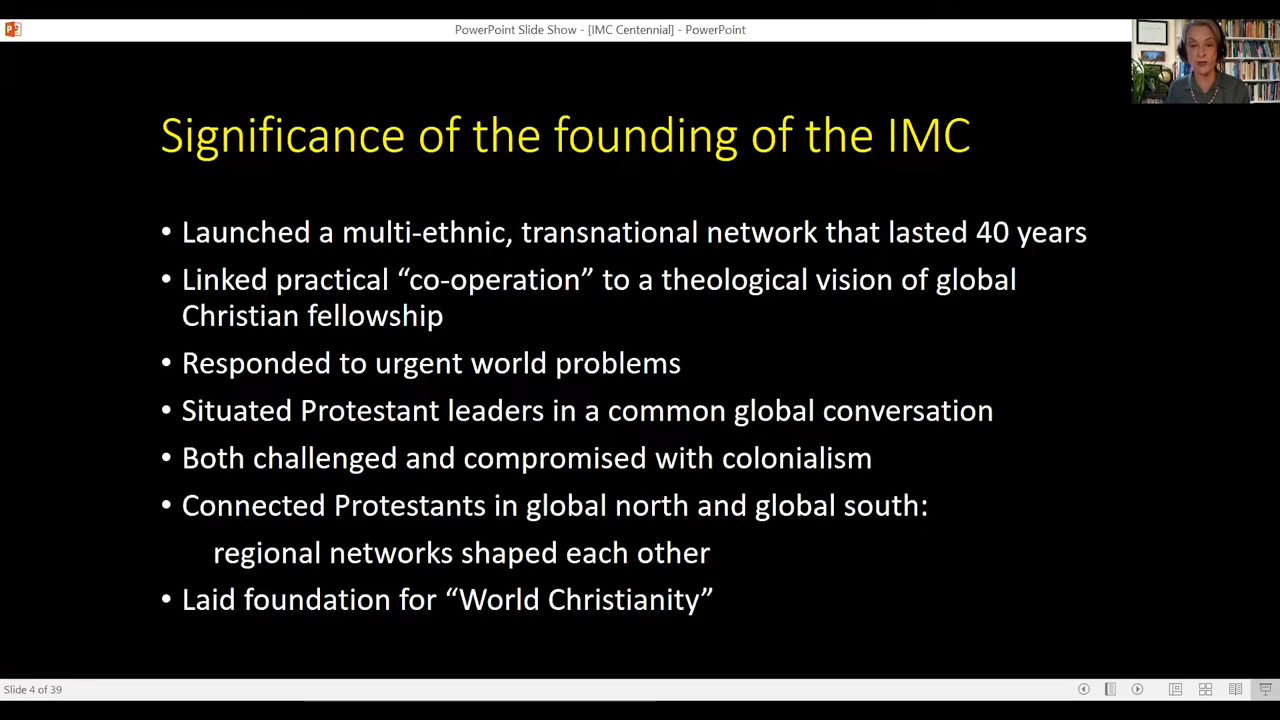 PowerPoint Slide Show - [IMC Centennial] - PowerPoint
Significance of the founding of the IMC
• Launched a multi-ethnic, transnational network that lasted 40 years
• Linked practical “co-operation” to a theological vision of global
Christian fellowship
• Responded to urgent world problems
• Situated Protestant leaders in a common global conversation
• Both challenged and compromised with colonialism
• Connected Protestants in global north and global south:
regional networks shaped each other
• Laid foundation for “World Christianity”
Slide 4 of 39